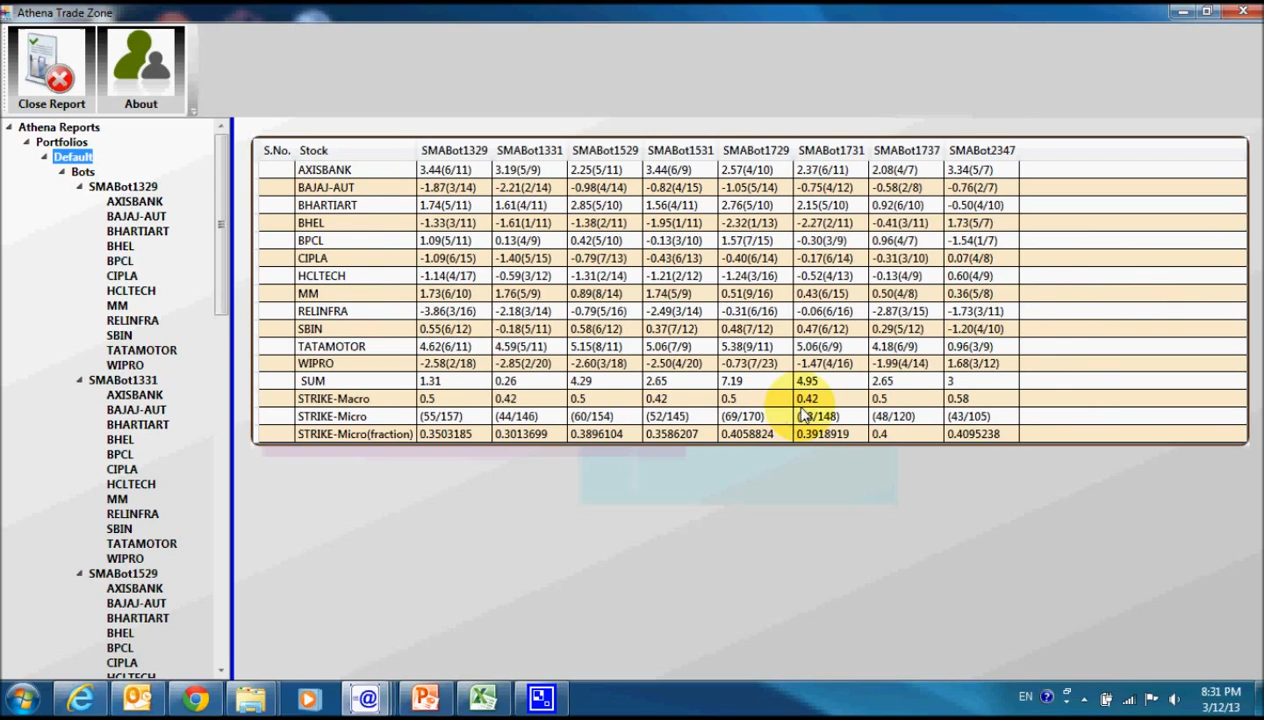 Athena Trade Zone
Close Report
About
Athena Reports
Portfolios
Default
Bots
SMABot1329
AXISBANK
BAJAJ-AUT
BHARTIART
BHEL
BPCL
CIPLA
HCLTECH
MM
RELINFRA
SBIN
TATAMOTOR
WIPRO
SMABot1331
AXISBANK
BAJAJ-AUT
BHARTIART
BHEL
BPCL
CIPLA
HCLTECH
MM
RELINFRA
SBIN
TATAMOTOR
WIPRO
SMABot1529
AXISBANK
BAJAJ-AUT
BHARTIART
BHEL
BPCL
CIPLA
HCLTECH
S.No. Stock SMABot1329 SMABot1331 SMABot1529 SMABot1531 SMABot1729 SMABot1731 SMABot1737 SMABot2347
AXISBANK 3.44(6/11) 3.19(5/9) 2.25(5/11) 3.44(6/9) 2.57(4/10) 2.37(6/11) 2.08(4/7) 3.34(5/7)
BAJAJ-AUT -1.87(3/14) -2.21(2/14) -0.98(4/14) -0.82(4/15) -1.05(5/14) -0.75(4/12) -0.58(2/8) -0.76(2/7)
BHARTIART 1.74(5/11) 1.61(4/11) 2.85(5/10) 1.56(4/11) 2.76(5/10) 2.15(5/10) 0.92(6/10) -0.50(4/10)
BHEL -1.33(3/11) -1.61(1/11) -1.38(2/11) -1.95(1/11) -2.32(1/13) -2.27(2/11) -0.41(3/11) 1.73(5/7)
BPCL 1.09(5/11) 0.13(4/9) 0.42(5/10) -0.13(3/10) 1.57(7/15) -0.30(3/9) 0.96(4/7) -1.54(1/7)
CIPLA -1.09(6/15) -1.40(5/15) -0.79(7/13) -0.43(6/13) -0.40(6/14) -0.17(6/14) -0.31(3/10) 0.07(4/8)
HCLTECH -1.14(4/17) -0.59(3/12) -1.31(2/14) -1.21(2/12) -1.24(3/16) -0.52(4/13) -0.13(4/9) 0.60(4/9)
MM 1.73(6/10) 1.76(5/9) 0.89(8/14) 1.74(5/9) 0.51(9/16) 0.43(6/15) 0.50(4/8) 0.36(5/8)
RELINFRA -3.86(3/16) -2.18(3/14) -0.79(5/16) -2.49(3/14) -0.31(6/16) -0.06(6/14) -2.87(3/15) -1.73(3/11)
SBIN 0.55(6/12) -0.18(5/11) 0.58(6/12) 0.37(7/12) 0.48(7/12) 0.47(6/12) 0.29(5/12) -1.20(4/10)
TATAMOTOR 4.62(6/11) 4.59(5/11) 5.15(8/11) 5.06(7/9) 5.38(9/11) 5.06(6/9) 4.18(6/9) 0.96(3/9)
WIPRO -2.58(2/18) -2.85(2/20) -2.60(3/18) -2.50(4/20) -0.73(7/23) -1.47(4/16) -1.99(4/14) 1.68(3/12)
SUM 1.31 0.26 4.29 2.65 7.19 4.95 2.65 3
STRIKE-Macro 0.5 0.42 0.5 0.42 0.5 0.42 0.5 0.58
STRIKE-Micro (55/157) (44/146) (60/154) (52/145) (69/170) /148) (48/120) (43/105)
STRIKE-Micro(fraction) 0.3503185 0.3013699 0.3896104 0.3586207 0.4058824 0.3918919 0.4 0.4095238
EN
8:31 PM
3/12/13